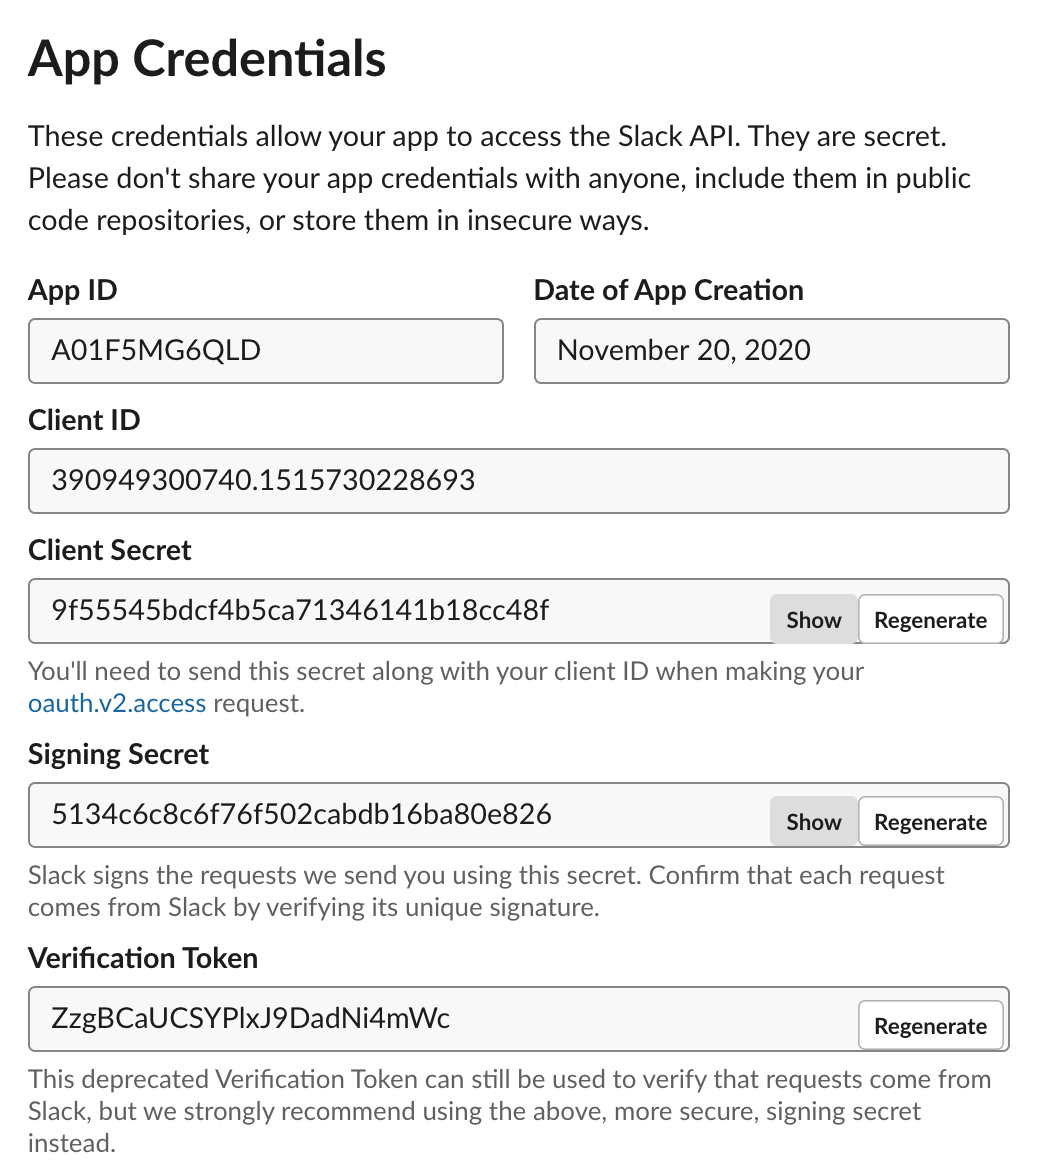 App Credentials
These credentials allow your app to access the Slack API. They are secret.
Please don't share your app credentials with anyone, include them in public
code repositories, or store them in insecure ways.
App ID
Date of App Creation
A01F5MG6QLD
November 20, 2020
Client ID
390949300740.1515730228693
Client Secret
9f55545bdcf4b5ca71346141b18cc48f
Show Regenerate
You'll need to send this secret along with your client ID when making your
oauth.v2.access request.
Signing Secret
5134c6c8c6f76f502cabdb16ba80e826
Show Regenerate
Slack signs the requests we send you using this secret. Confirm that each request
comes from Slack by verifying its unique signature.
Verification Token
ZzgBCaUCSYPlxJ9DadNi4mWc
Regenerate
This deprecated Verification Token can still be used to verify that requests come from
Slack, but we strongly recommend using the above, more secure, signing secret
instead.